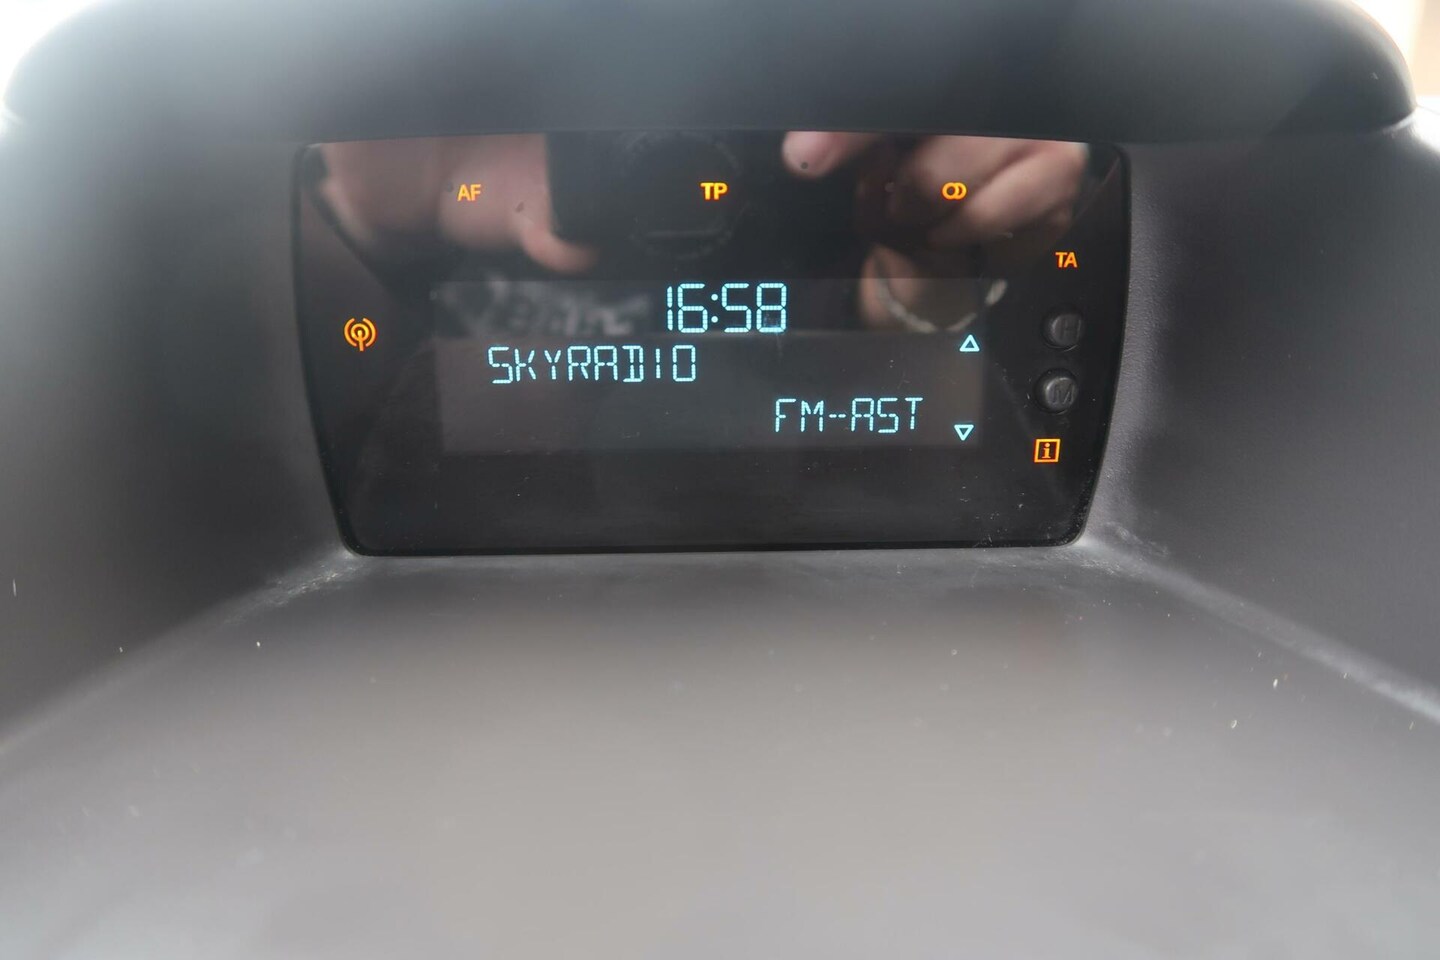 AF TP
TA
16:58
SKYRADIO
H
FM-AST
M
i